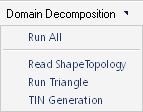 Domain Decomposition
Run All
Read ShapeTopology
Run Triangle
TIN Generation